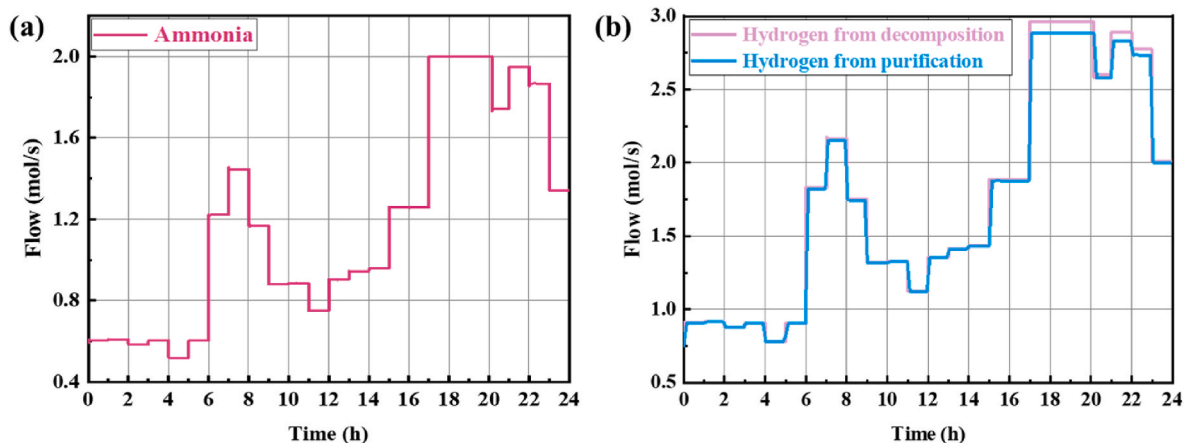 (a)
Ammonia
2.0
1.6
1.2
0.8
0.4
Flow (mol/s)
0 2 4 6 8 10 12 14 16 18 20 22 24
Time (h)
(b)
Hydrogen from decomposition
Hydrogen from purification
3.0
2.5
2.0
1.5
1.0
0.5
Flow (mol/s)
0 2 4 6 8 10 12 14 16 18 20 22 24
Time (h)